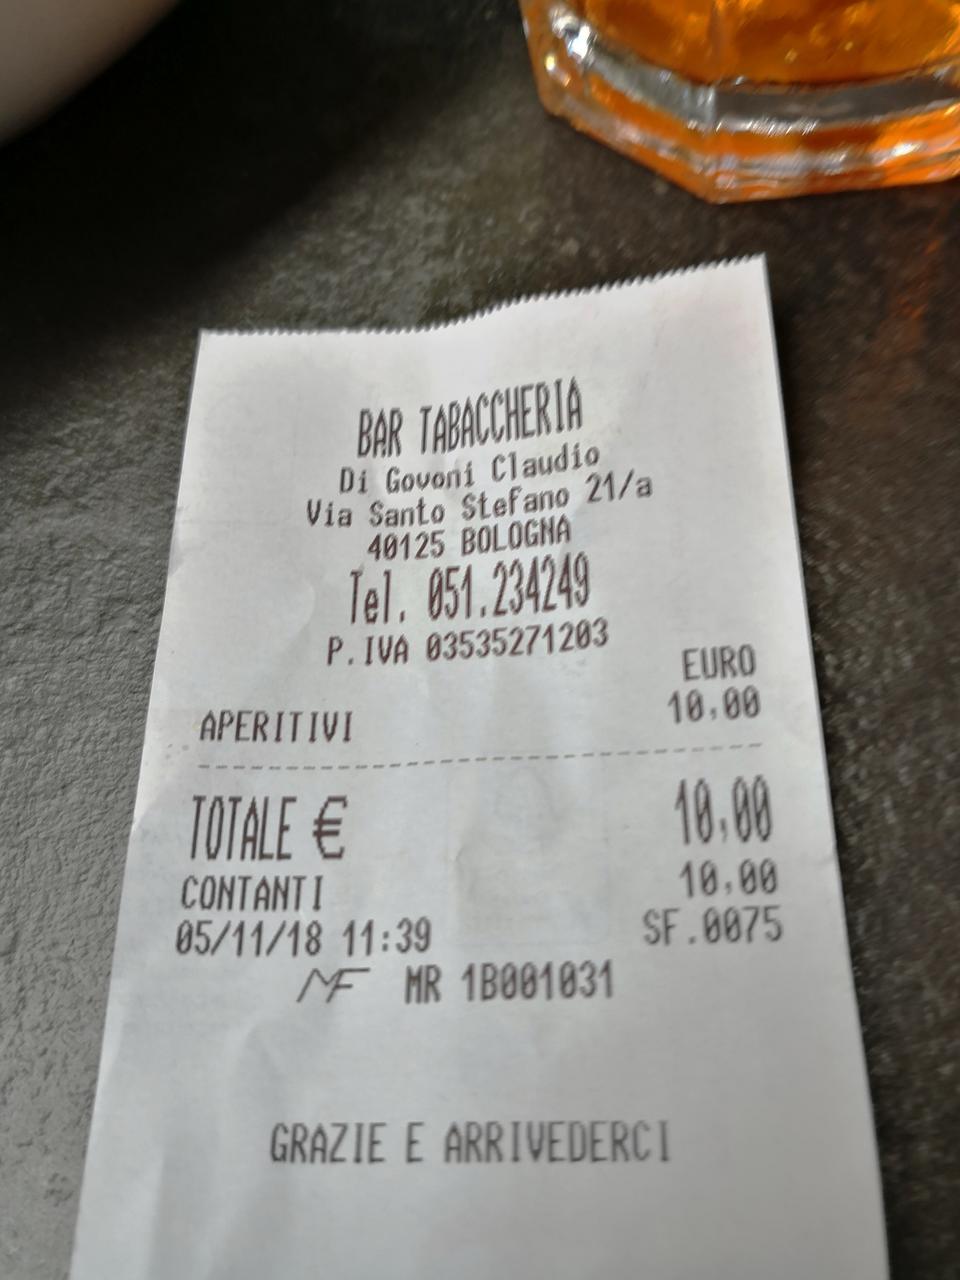 BAR TABACCHERIA
Di Govoni Claudio
Via Santo Stefano 21/a
40125 BOLOGNA
Tel. 051.234249
P.IVA 03535271203
EURO
APERITIVI 10,00
TOTALE € 10,00
CONTANTI 10,00
05/11/18 11:39 SF.0075
MF MR 1B001031
GRAZIE E ARRIVEDERCI